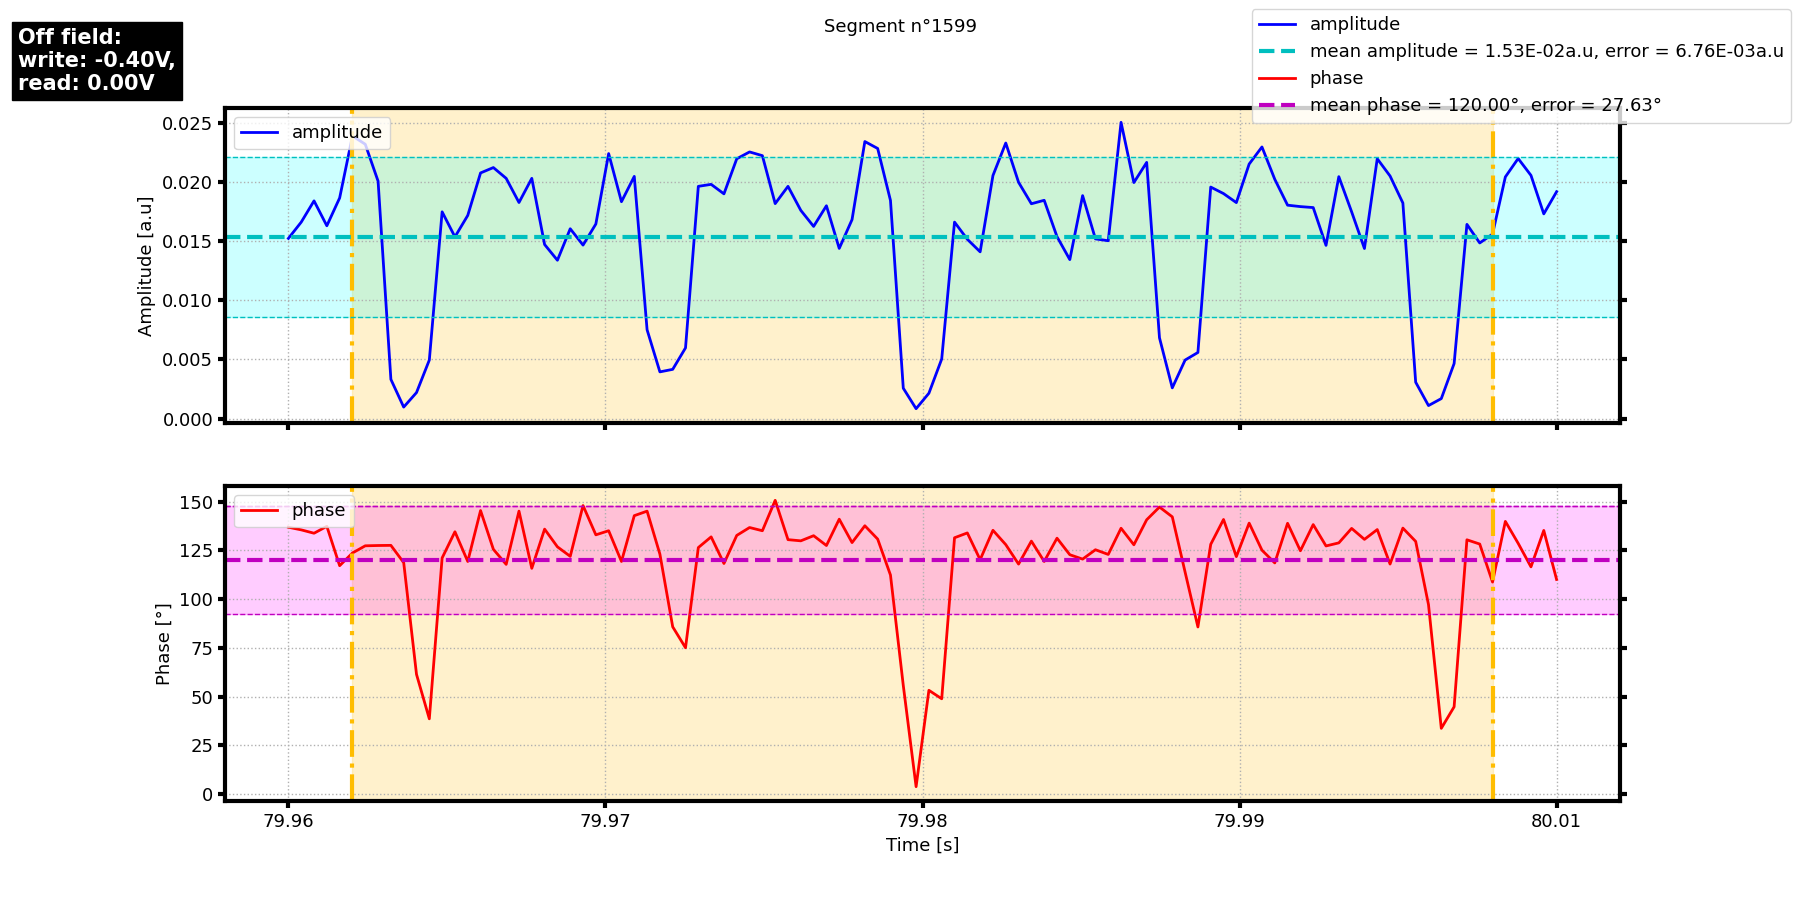 Segment n°1599
Off field:
write: -0.40V,
read: 0.00V
amplitude
mean amplitude = 1.53E-02a.u, error = 6.76E-03a.u
phase
mean phase = 120.00°, error = 27.63°
amplitude
Amplitude [a.u]
0.025
0.020
0.015
0.010
0.005
0.000
phase
Phase [°]
150
125
100
75
50
25
0
79.96
79.97
79.98
79.99
80.01
Time [s]